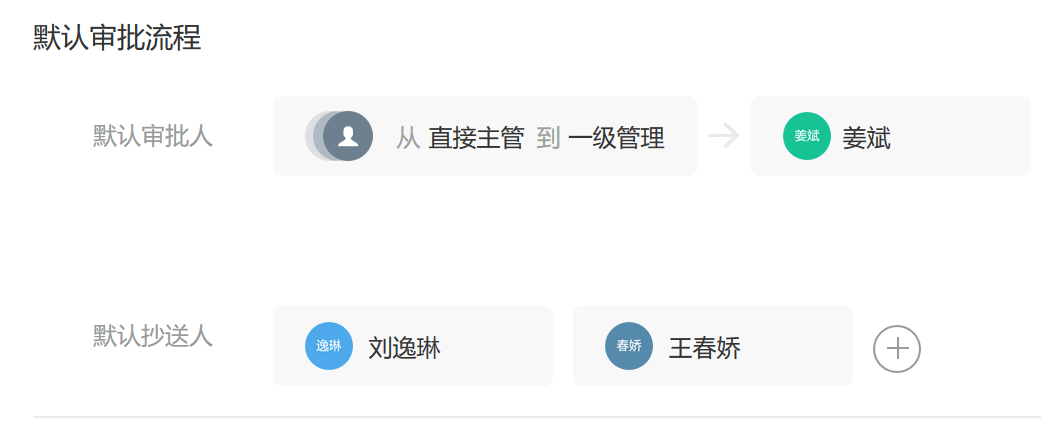 默认审批流程
默认审批人 从 直接主管 到 一级管理 姜斌 姜斌
默认抄送人 逸琳 刘逸琳 春娇 王春娇